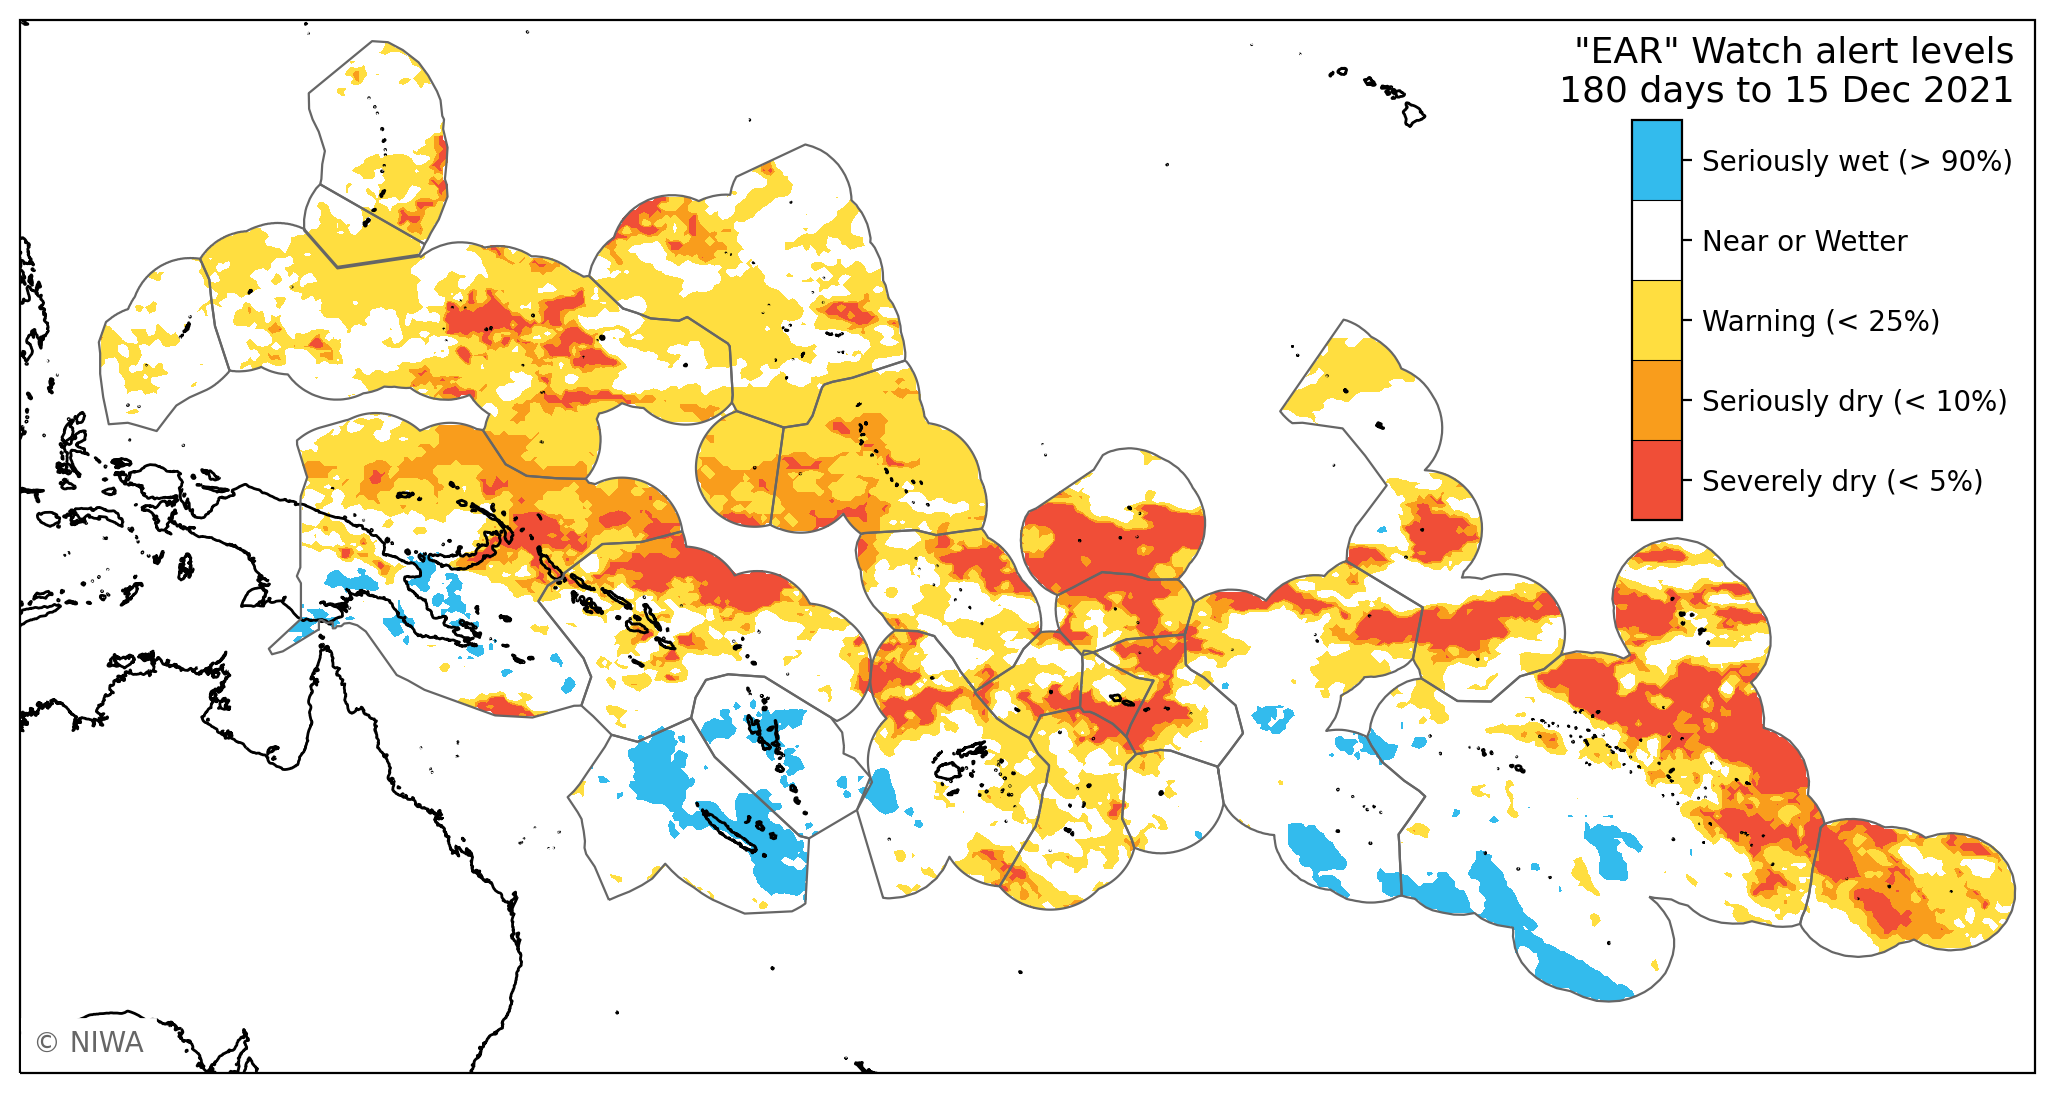 "EAR" Watch alert levels
180 days to 15 Dec 2021
Seriously wet (> 90%)
Near or Wetter
Warning (< 25%)
Seriously dry (< 10%)
Severely dry (< 5%)
© NIWA